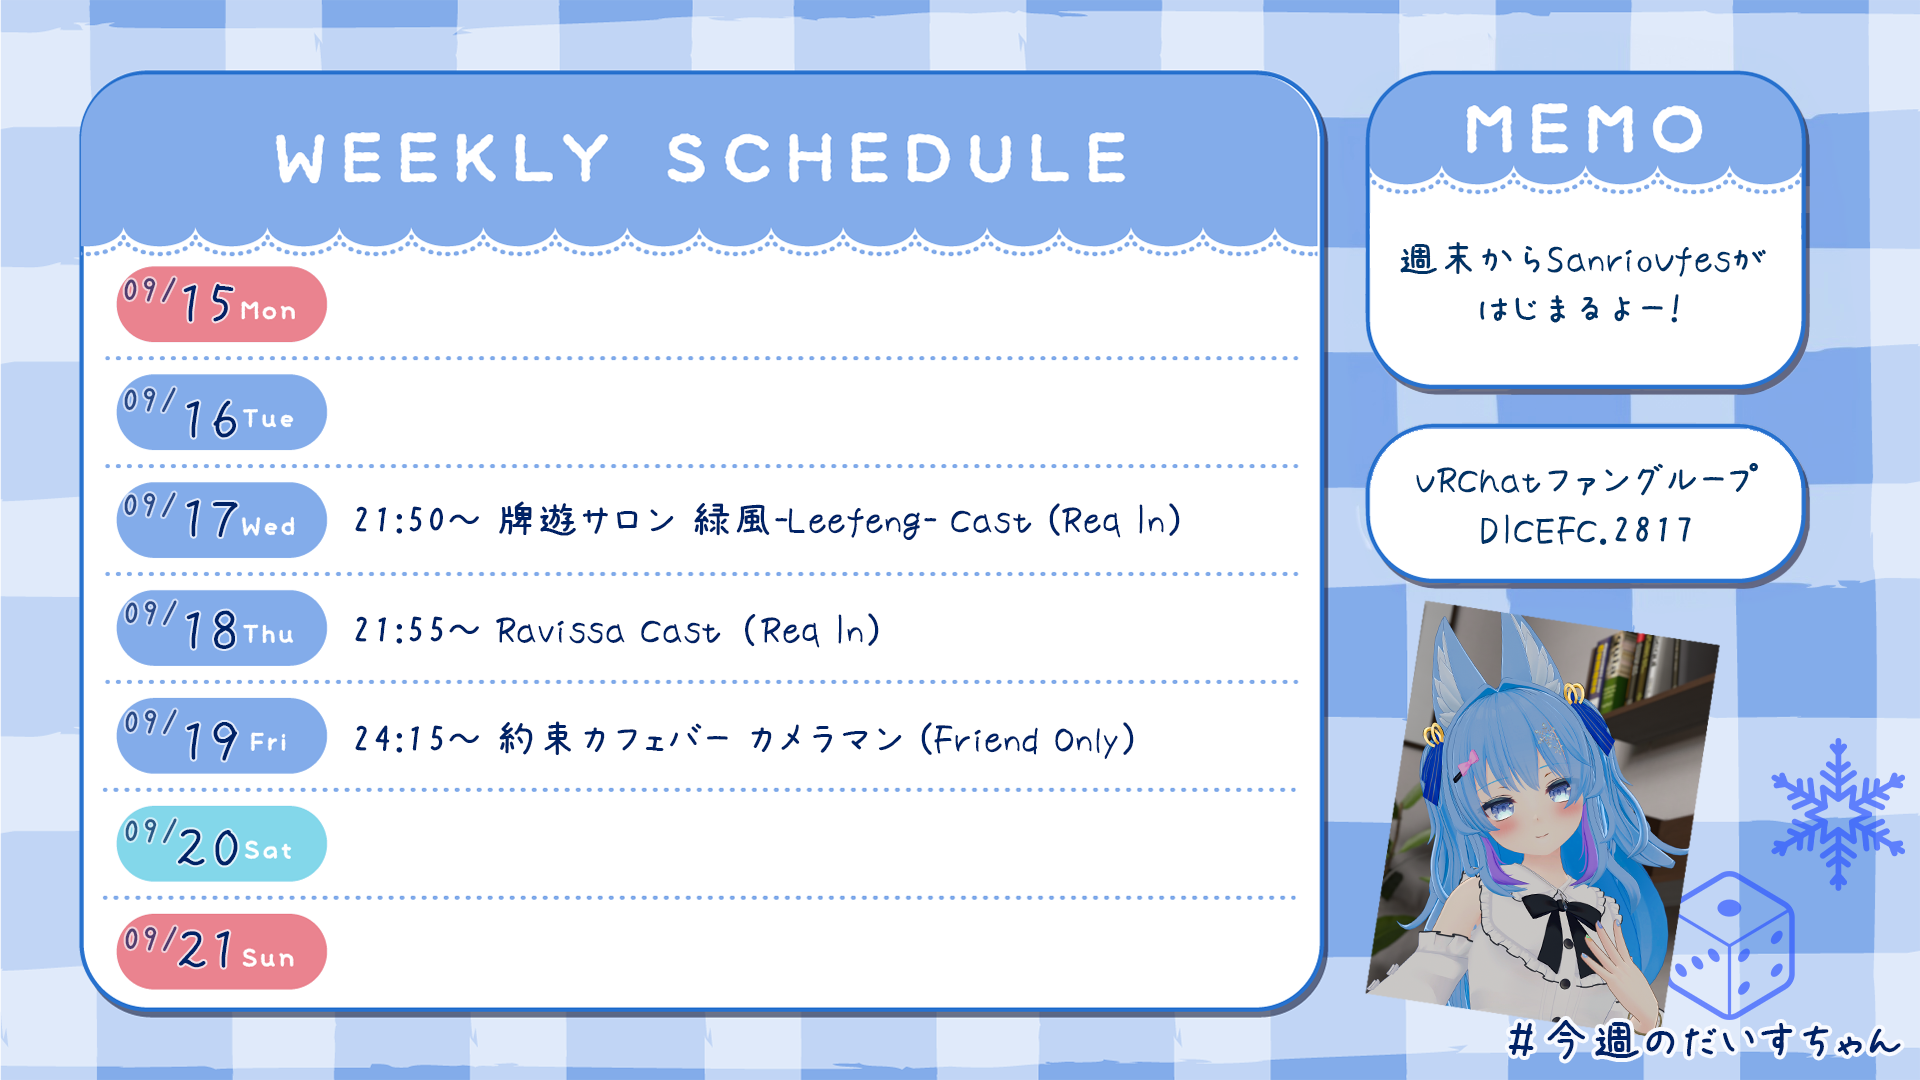 WEEKLY SCHEDULE
09/15 Mon
09/16 Tue
09/17 Wed 21:50～ 牌遊サロン 緑風-Leefeng- Cast (Req In)
09/18 Thu 21:55～ Ravissa Cast (Req In)
09/19 Fri 24:15～ 約束カフェバー カメラマン (Friend Only)
09/20 Sat
09/21 Sun
MEMO
週末からSanriovfesが
はじまるよー!
VRChatファングループ
DICEFC.2817
#今週のだいすちゃん